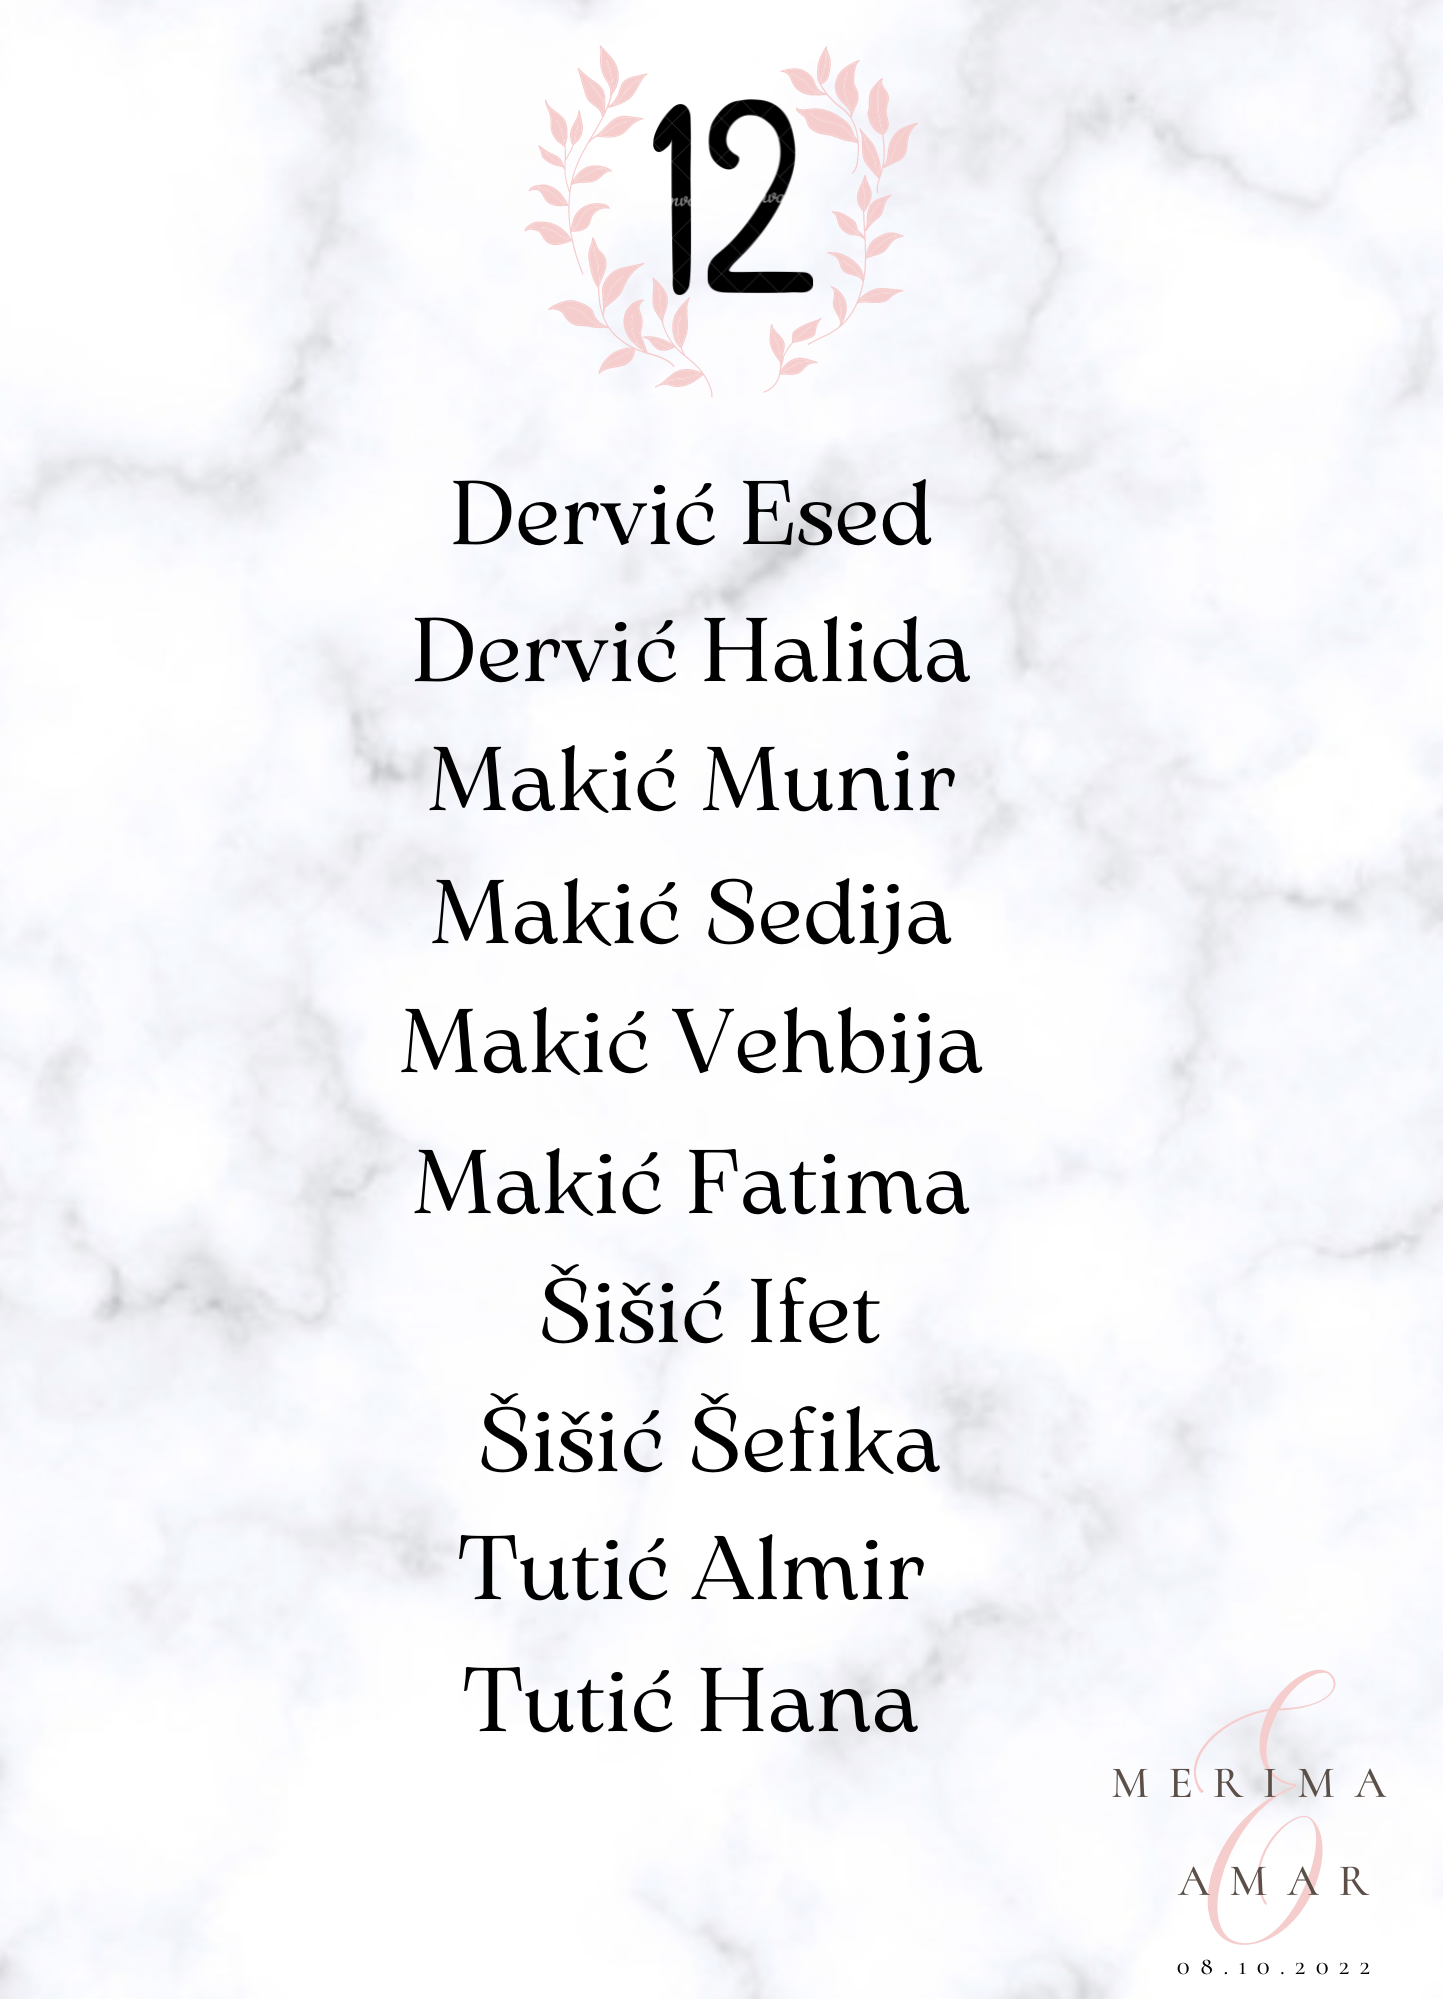 12
Dervić Esed
Dervić Halida
Makić Munir
Makić Sedija
Makić Vehbija
Makić Fatima
Šišić Ifet
Šišić Šefika
Tutić Almir
Tutić Hana
MERIMA
&
AMAR
08.10.2022